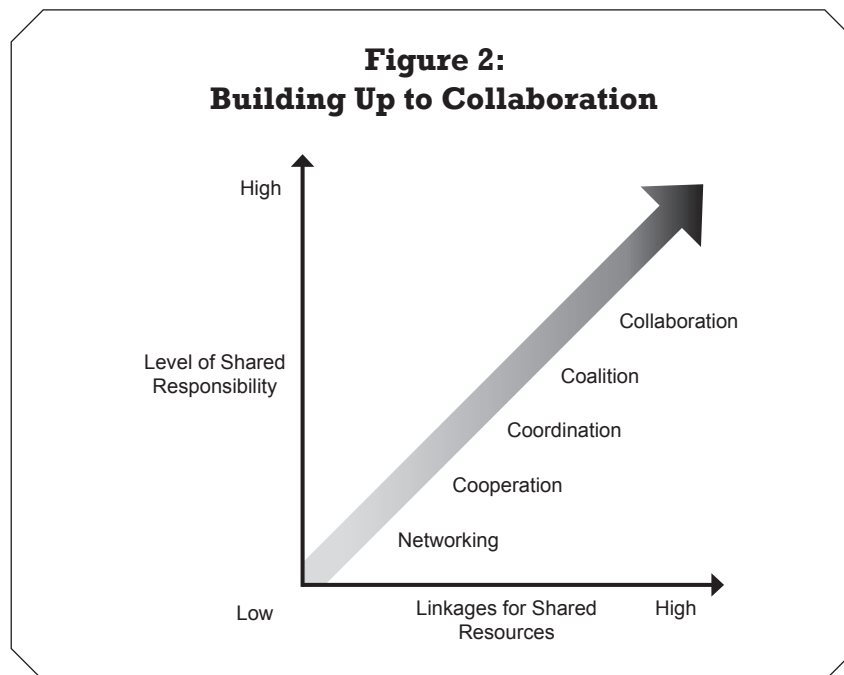 Figure 2:
Building Up to Collaboration
High
Level of Shared
Responsibility
Collaboration
Coalition
Coordination
Cooperation
Networking
Low
Linkages for Shared
Resources
High